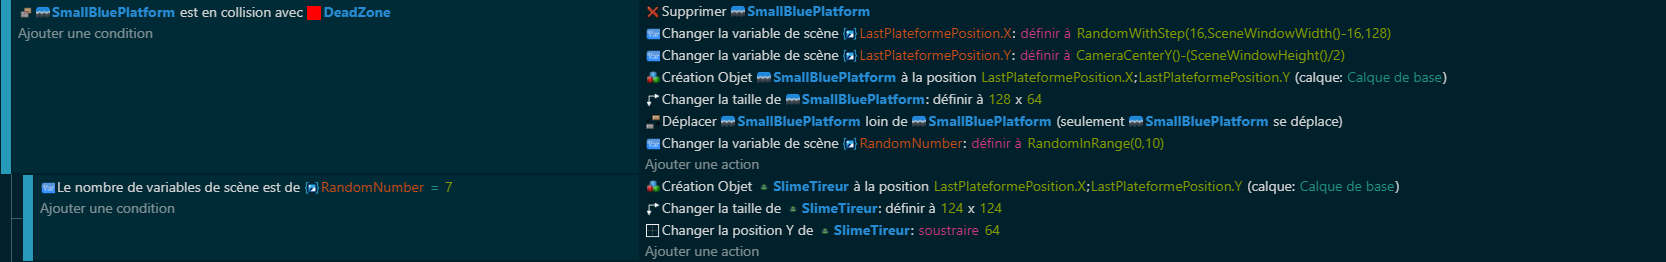 SmallBluePlatform est en collision avec DeadZone
Ajouter une condition
Supprimer SmallBluePlatform
Var Changer la variable de scène LastPlateformePosition.X: définir à RandomWithStep(16,SceneWindowWidth()-16,128)
Var Changer la variable de scène LastPlateformePosition.Y: définir à CameraCenterY()-(SceneWindowHeight()/2)
Création Objet SmallBluePlatform à la position LastPlateformePosition.X;LastPlateformePosition.Y (calque: Calque de base)
Changer la taille de SmallBluePlatform: définir à 128 x 64
Déplacer SmallBluePlatform loin de SmallBluePlatform (seulement SmallBluePlatform se déplace)
Var Changer la variable de scène RandomNumber: définir à RandomInRange(0,10)
Ajouter une action
Var Le nombre de variables de scène est de RandomNumber = 7
Ajouter une condition
Création Objet SlimeTireur à la position LastPlateformePosition.X;LastPlateformePosition.Y (calque: Calque de base)
Changer la taille de SlimeTireur: définir à 124 x 124
Changer la position Y de SlimeTireur: soustraire 64
Ajouter une action